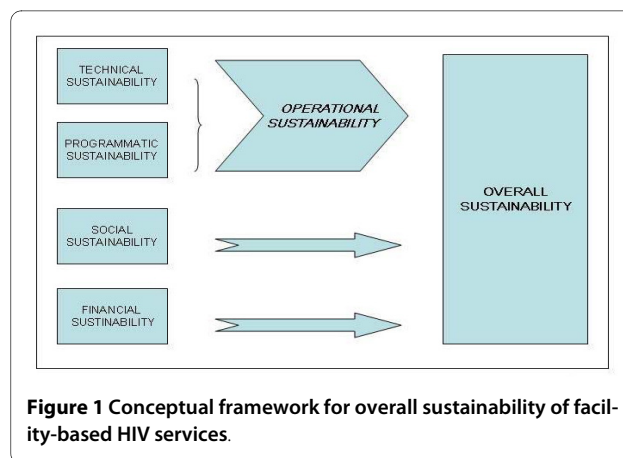 TECHNICAL
SUSTAINABILITY
PROGRAMMATIC
SUSTAINABILITY
SOCIAL
SUSTAINABILITY
FINANCIAL
SUSTINABILITY
OPERATIONAL
SUSTAINABILITY
OVERALL
SUSTAINABILITY
Figure 1 Conceptual framework for overall sustainability of facil-
ity-based HIV services.